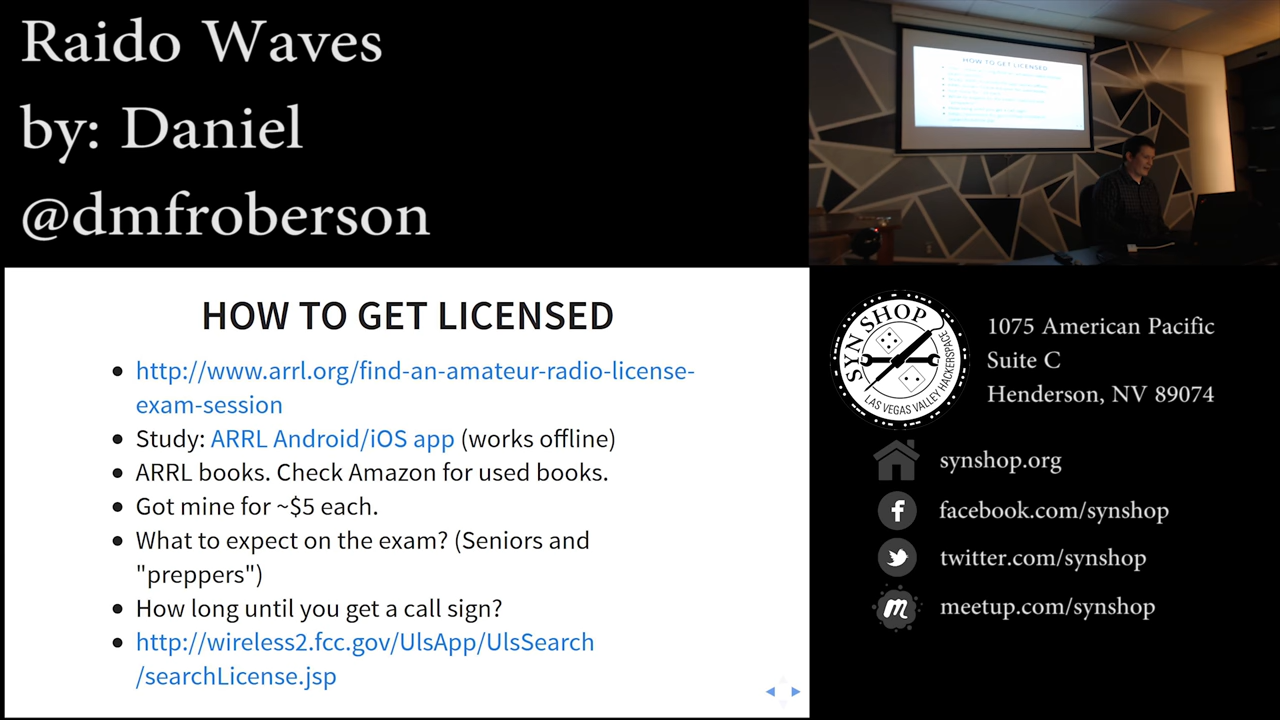 Raido Waves
by: Daniel
@dmfroberson
HOW TO GET LICENSED
HOW TO GET LICENSED
http://www.arrl.org/find-an-amateur-radio-license-
exam-session
Study: ARRL Android/iOS app (works offline)
ARRL books. Check Amazon for used books.
Got mine for ~$5 each.
What to expect on the exam? (Seniors and
"preppers")
How long until you get a call sign?
http://wireless2.fcc.gov/UlsApp/UlsSearch
/searchLicense.jsp
SYN SHOP
LAS VEGAS VALLEY HACKERSPACE
1075 American Pacific
Suite C
Henderson, NV 89074
synshop.org
facebook.com/synshop
twitter.com/synshop
meetup.com/synshop